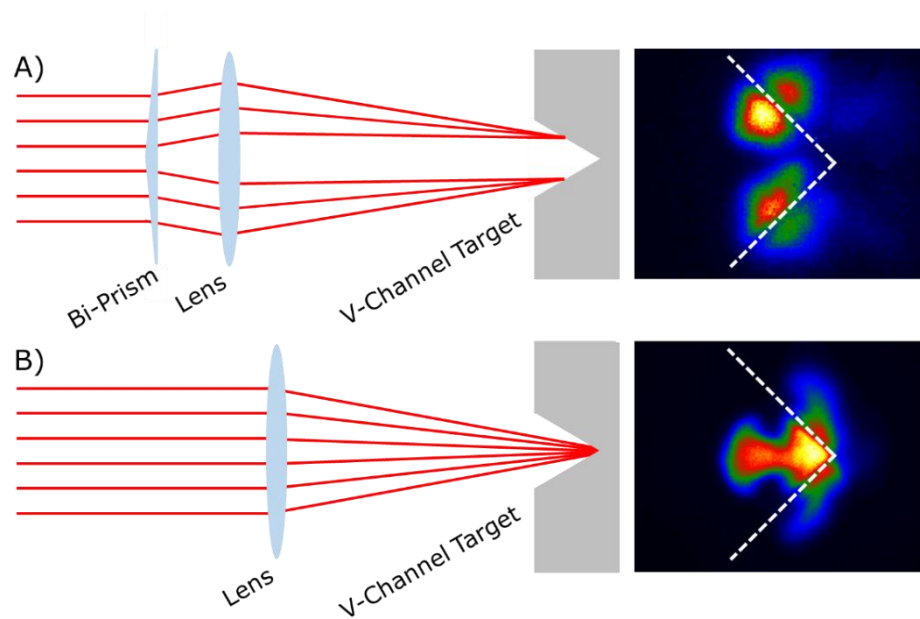 A)
Bi-Prism
Lens
V-Channel Target
B)
Lens
V-Channel Target